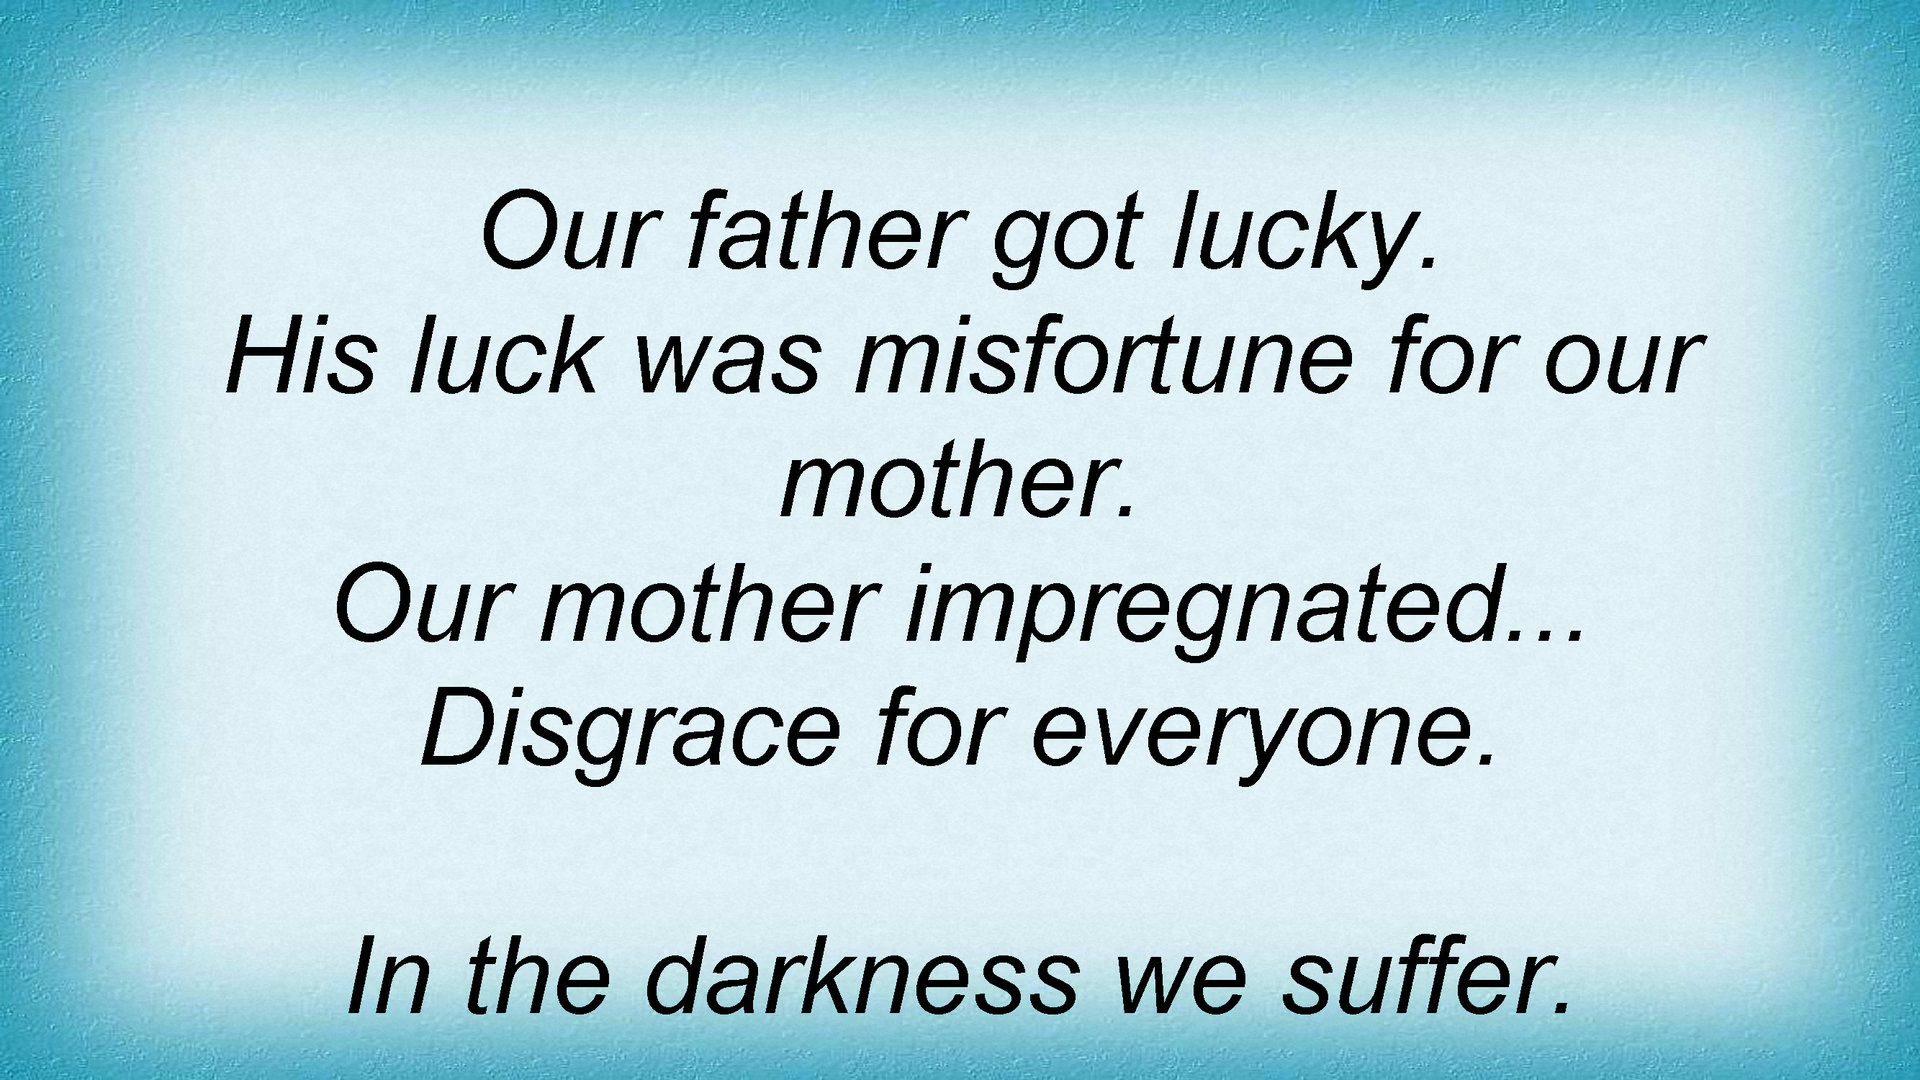 Our father got lucky.
His luck was misfortune for our
mother.
Our mother impregnated...
Disgrace for everyone.
In the darkness we suffer.